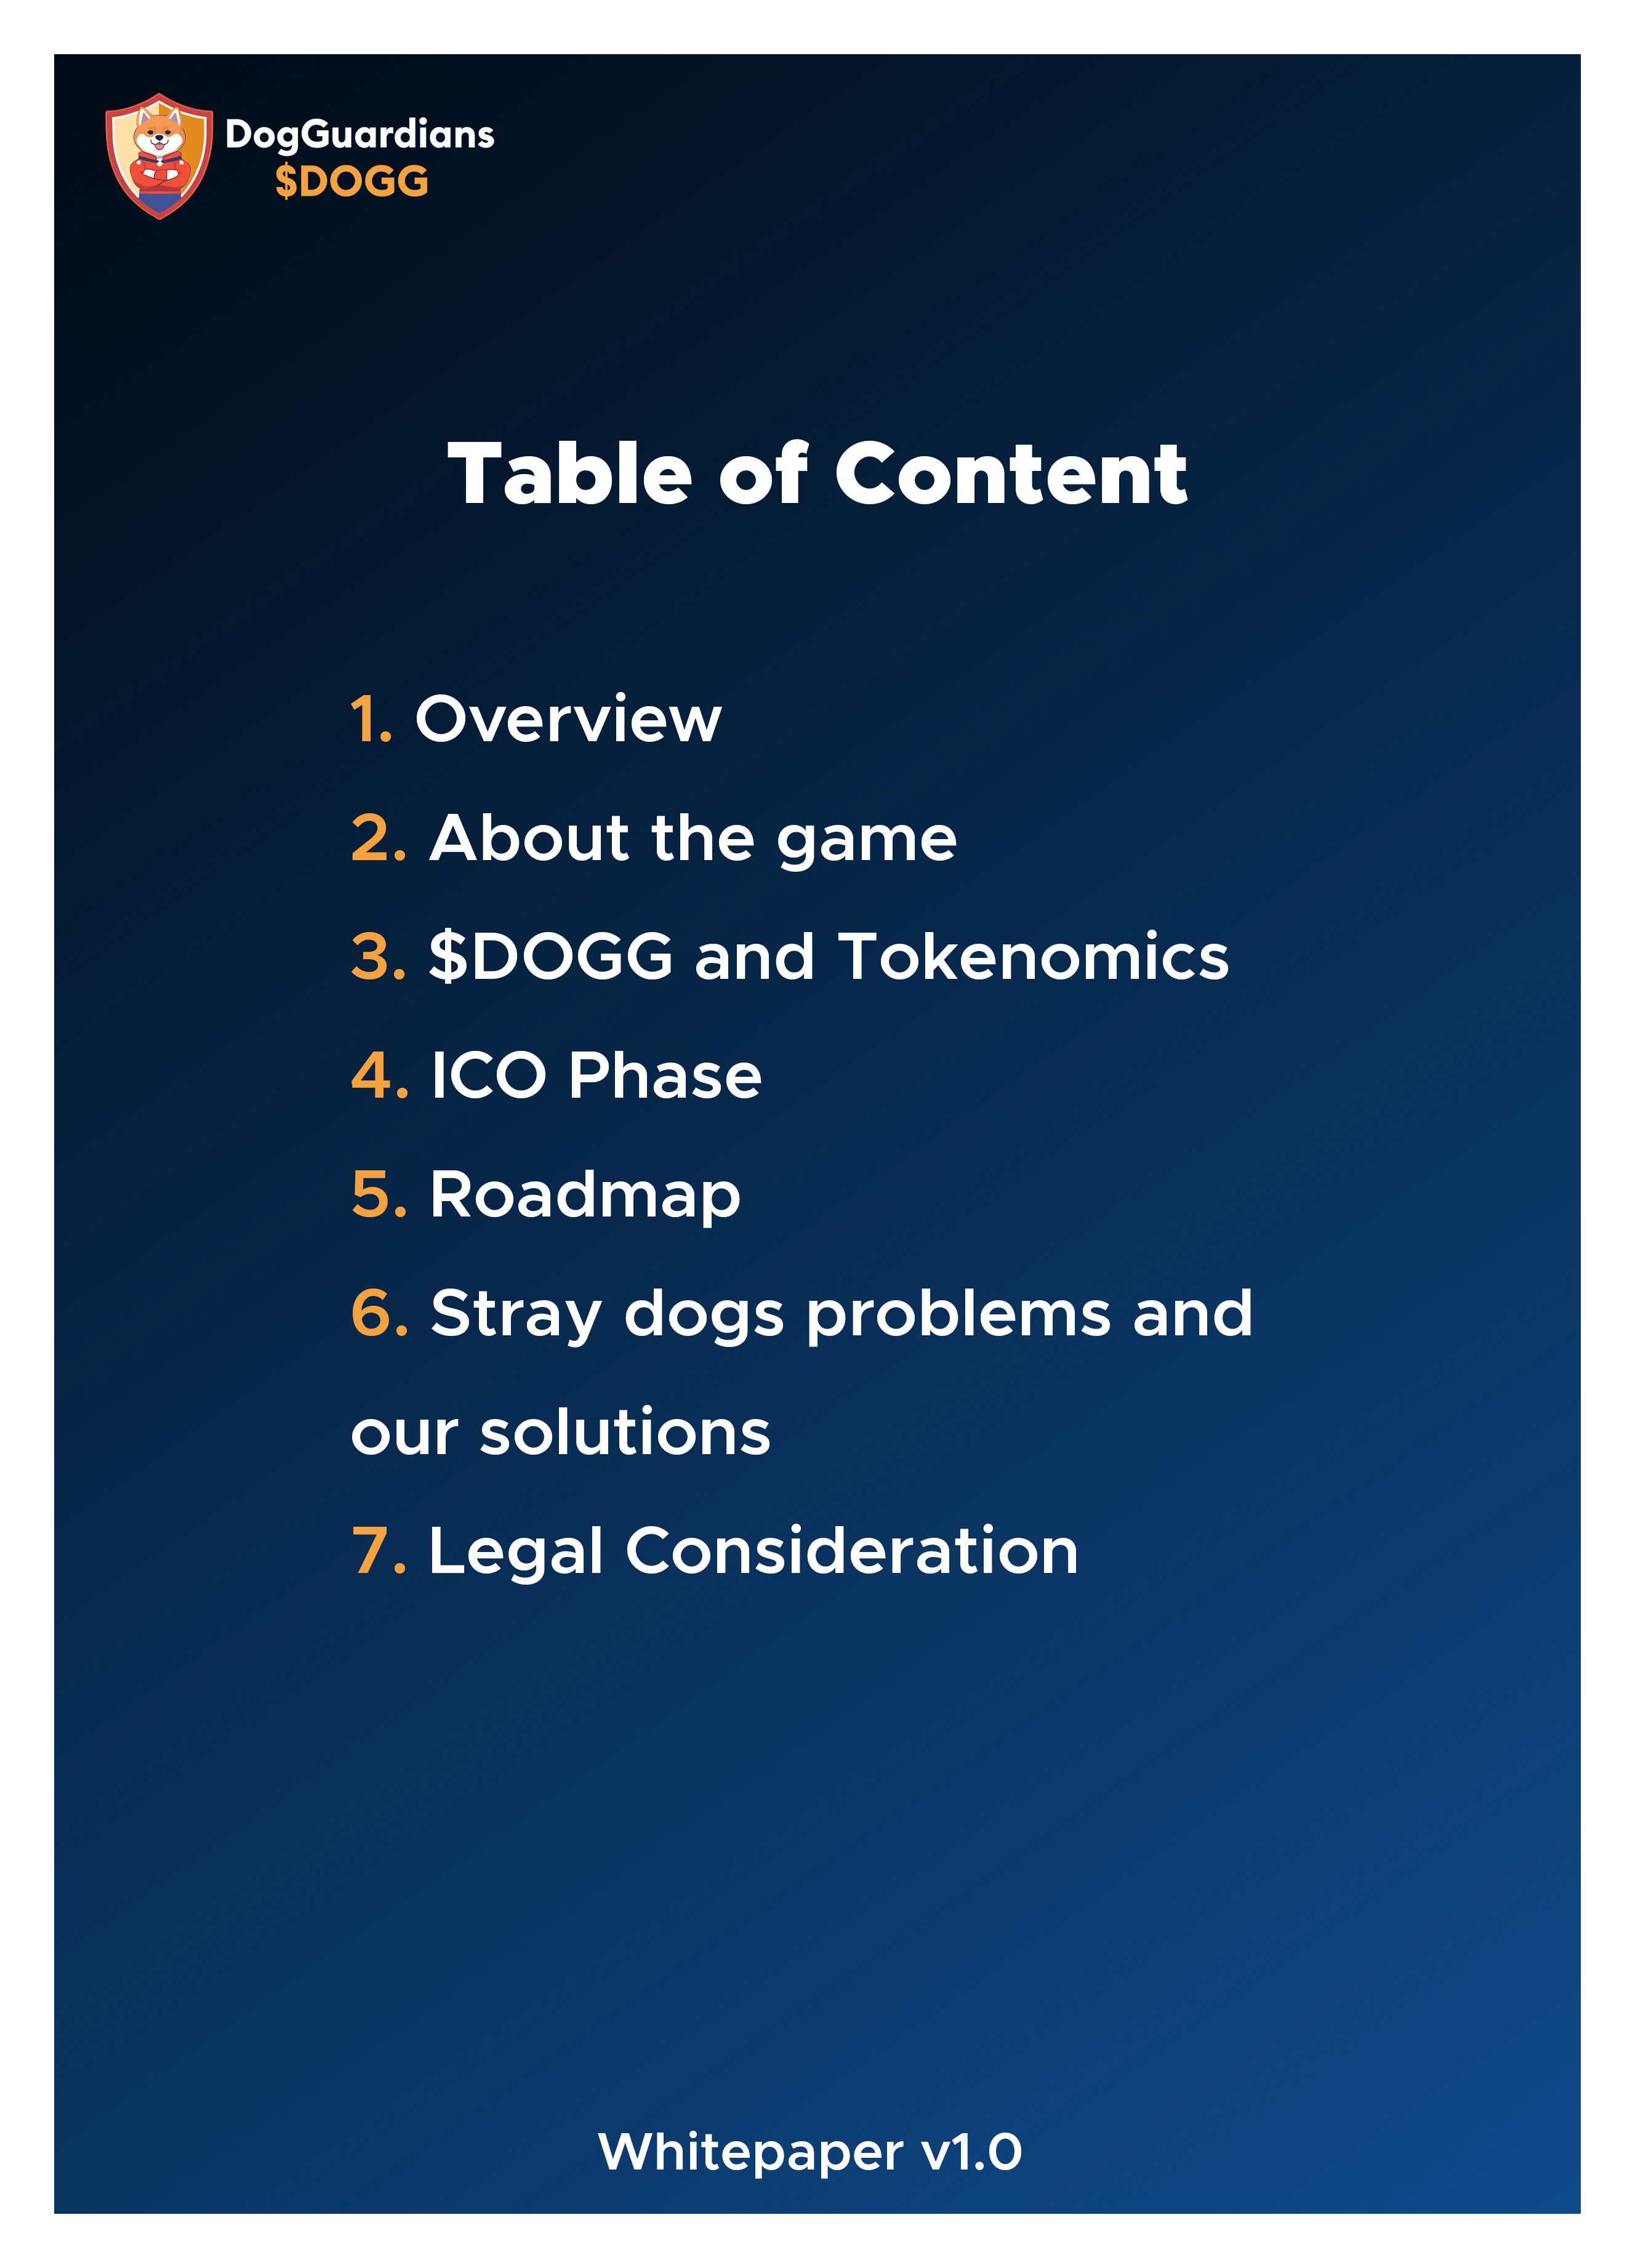 DogGuardians
$DOGG
Table of Content
1. Overview
2. About the game
3. $DOGG and Tokenomics
4. ICO Phase
5. Roadmap
6. Stray dogs problems and
our solutions
7. Legal Consideration
Whitepaper v1.0